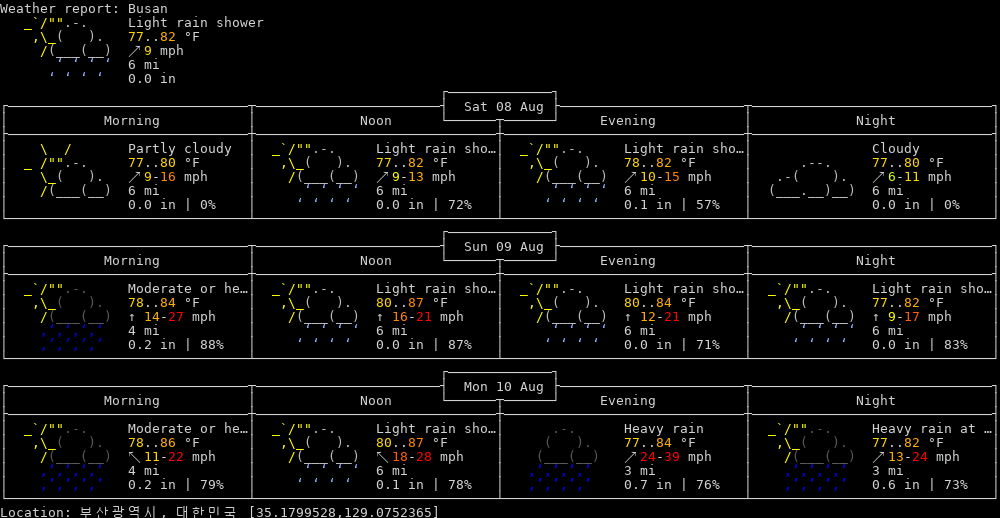 Weather report: Busan
Light rain shower
77..82 °F
↗ 9 mph
6 mi
0.0 in
Sat 08 Aug
Morning Noon Evening Night
Partly cloudy Light rain sho… Light rain sho… Cloudy
77..80 °F 77..82 °F 78..82 °F 77..80 °F
↗ 9-16 mph ↗ 9-13 mph ↗ 10-15 mph ↗ 6-11 mph
6 mi 6 mi 6 mi 6 mi
0.0 in | 0% 0.0 in | 72% 0.1 in | 57% 0.0 in | 0%
Sun 09 Aug
Morning Noon Evening Night
Moderate or he… Light rain sho… Light rain sho… Light rain sho…
78..84 °F 80..87 °F 80..84 °F 77..82 °F
↑ 14-27 mph ↑ 16-21 mph ↑ 12-21 mph ↑ 9-17 mph
4 mi 6 mi 6 mi 6 mi
0.2 in | 88% 0.0 in | 87% 0.0 in | 71% 0.0 in | 83%
Mon 10 Aug
Morning Noon Evening Night
Moderate or he… Light rain sho… Heavy rain Heavy rain at …
78..86 °F 80..87 °F 77..84 °F 77..82 °F
↖ 11-22 mph ↖ 18-28 mph ↗ 24-39 mph ↗ 13-24 mph
4 mi 6 mi 3 mi 3 mi
0.2 in | 79% 0.1 in | 78% 0.7 in | 76% 0.6 in | 73%
Location: 부산광역시, 대한민국 [35.1799528,129.0752365]